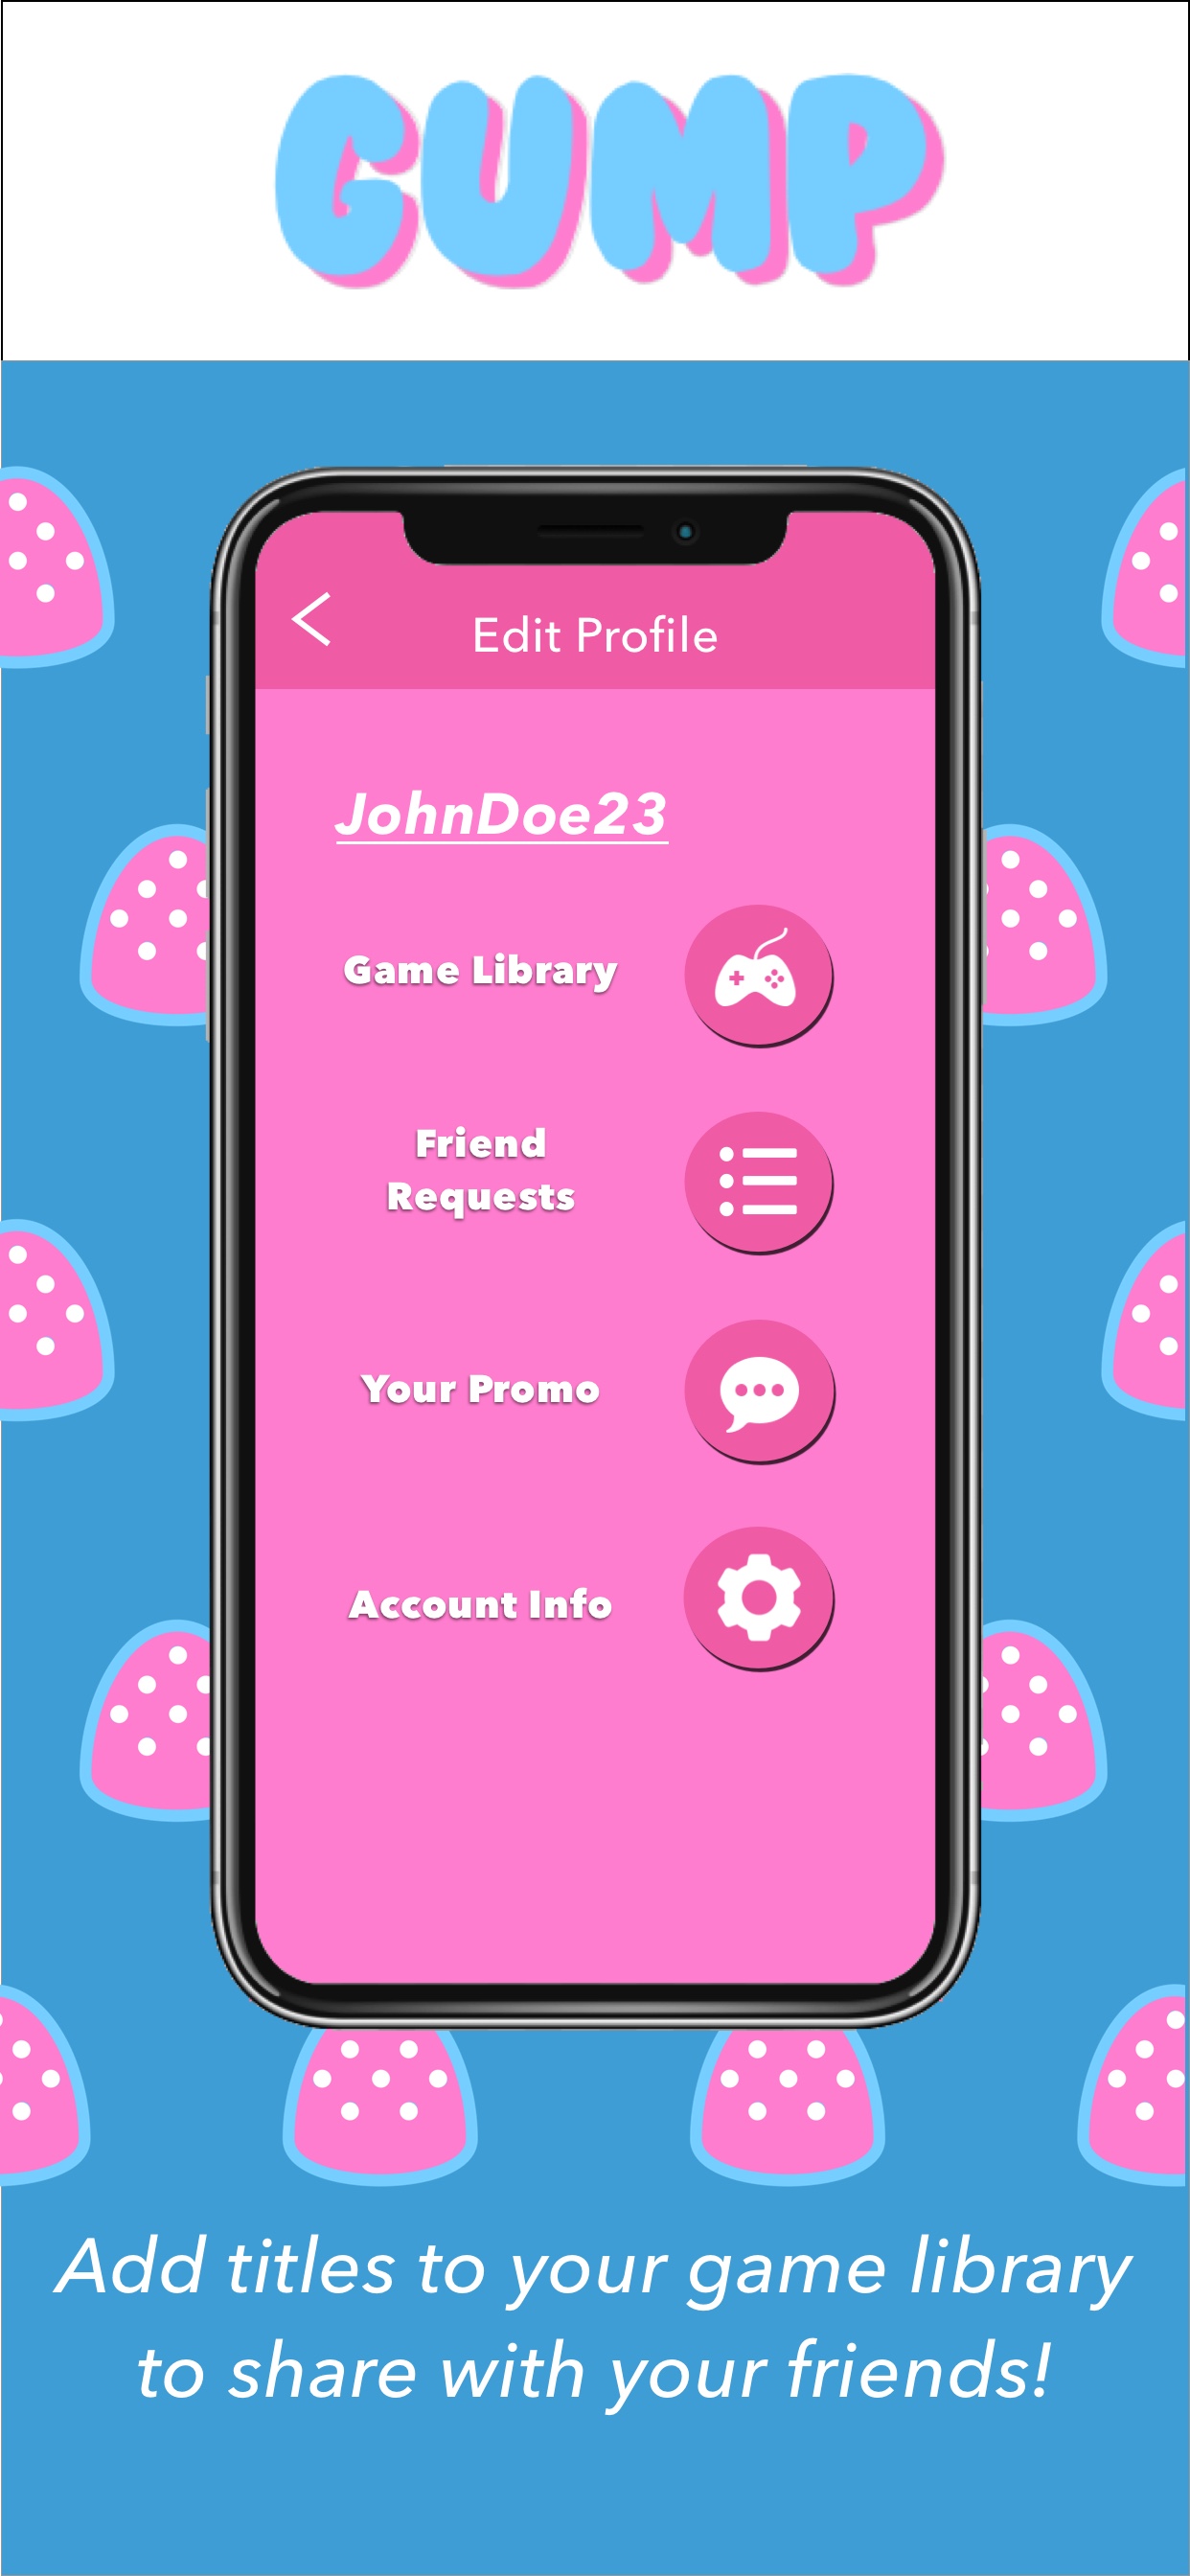 GUMP
Edit Profile
JohnDoe23
Game Library
Friend
Requests
Your Promo
Account Info
Add titles to your game library
to share with your friends!